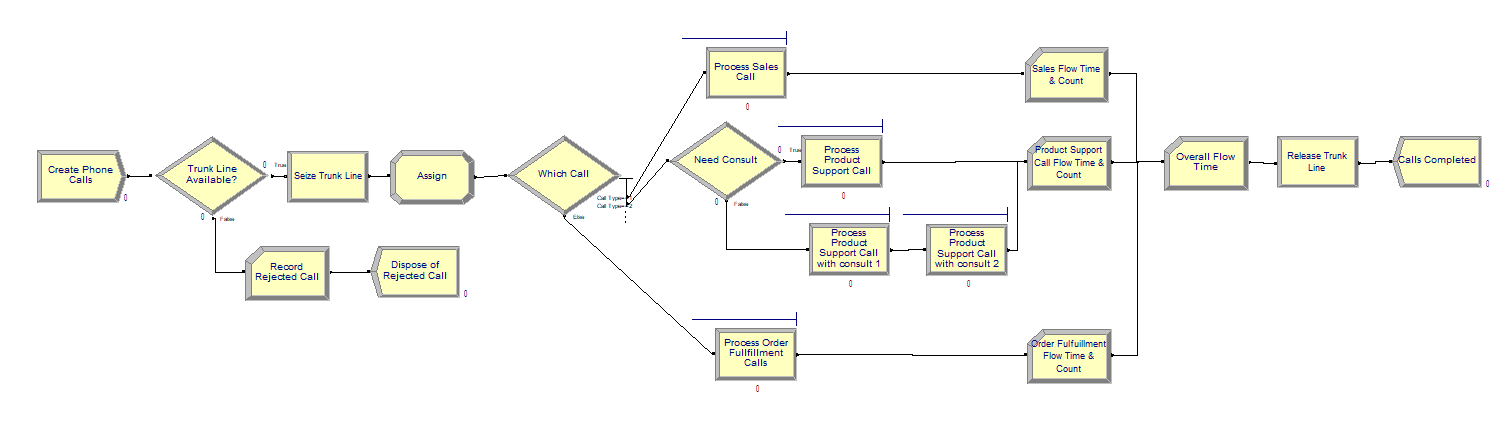 Create Phone
Calls
0
Trunk Line
Available?
0
True
0
False
Seize Trunk Line
Assign
Which Call
Call Type=
Call Type=
2
Else
Record
Rejected Call
Dispose of
Rejected Call
0
Process Sales
Call
0
Need Consult
0
True
0
False
Process
Product
Support Call
0
Process
Product
Support Call
with consult 1
0
Process
Product
Support Call
with consult 2
0
Process Order
Fullfillment
Calls
0
Sales Flow Time
& Count
Product Support
Call Flow Time &
Count
Order Fulfuillment
Flow Time &
Count
Overall Flow
Time
Release Trunk
Line
Calls Completed
0